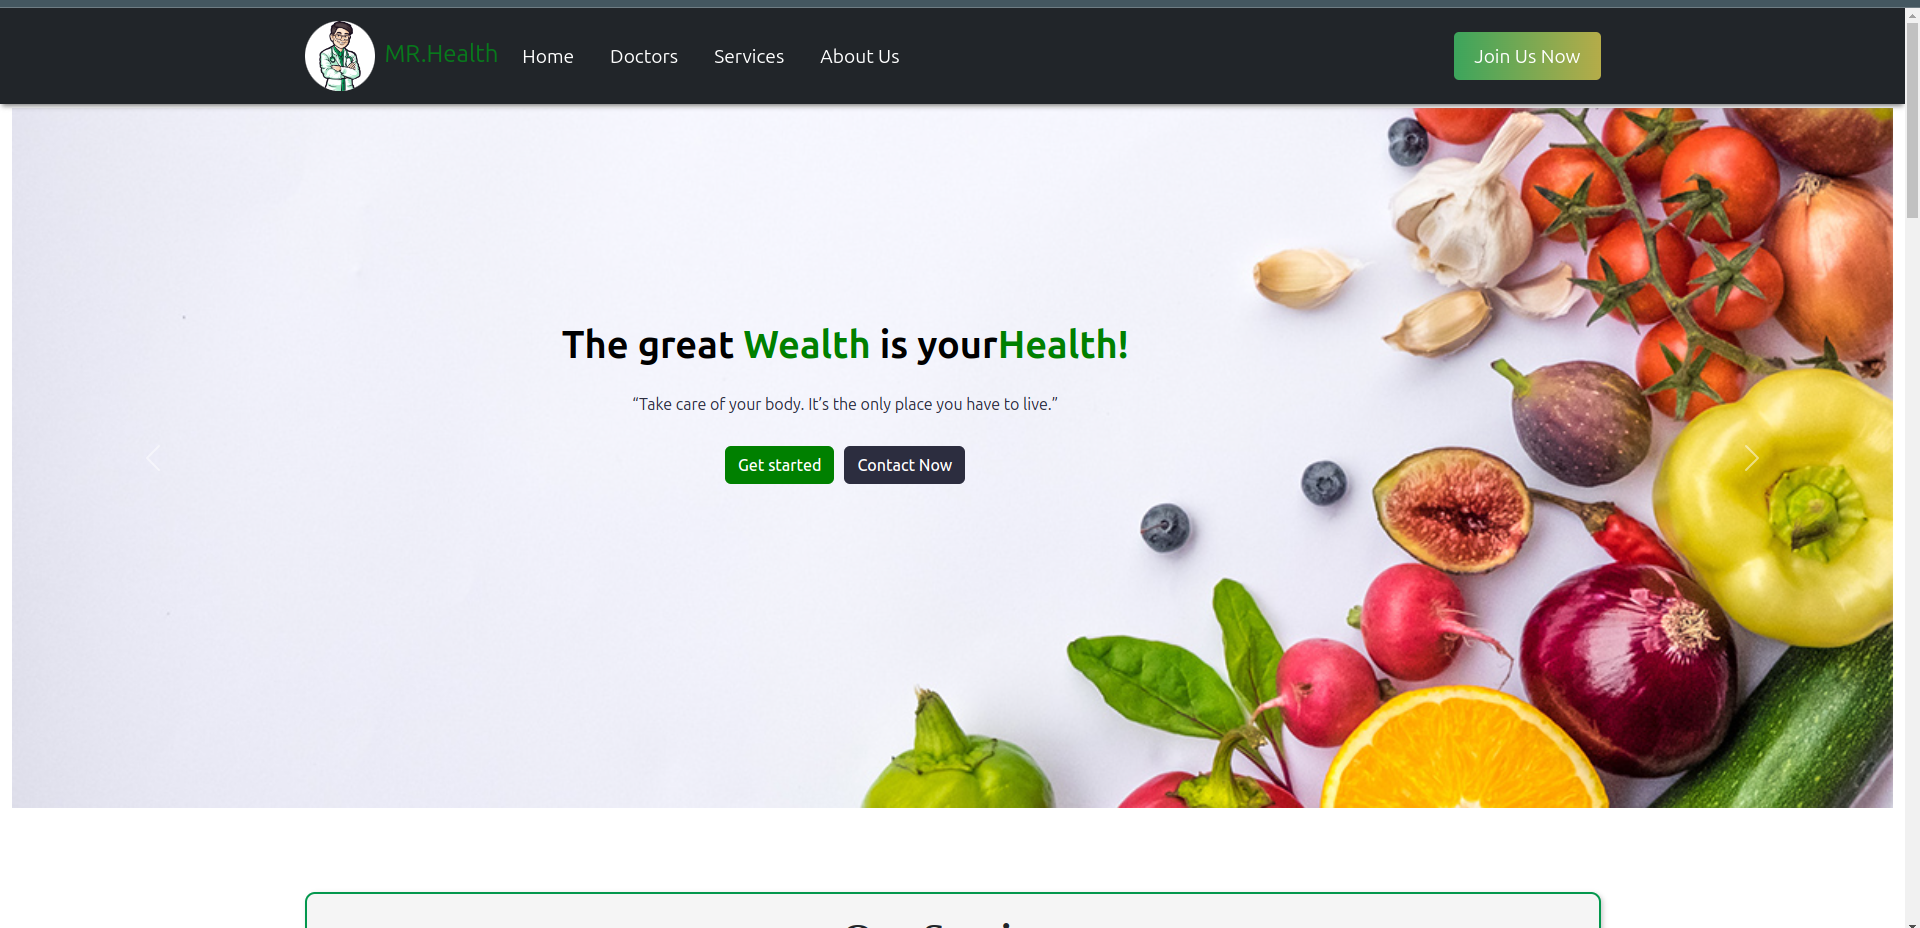 MR.Health
Home
Doctors
Services
About Us
Join Us Now
The great Wealth is yourHealth!
“Take care of your body. It’s the only place you have to live.”
Get started
Contact Now